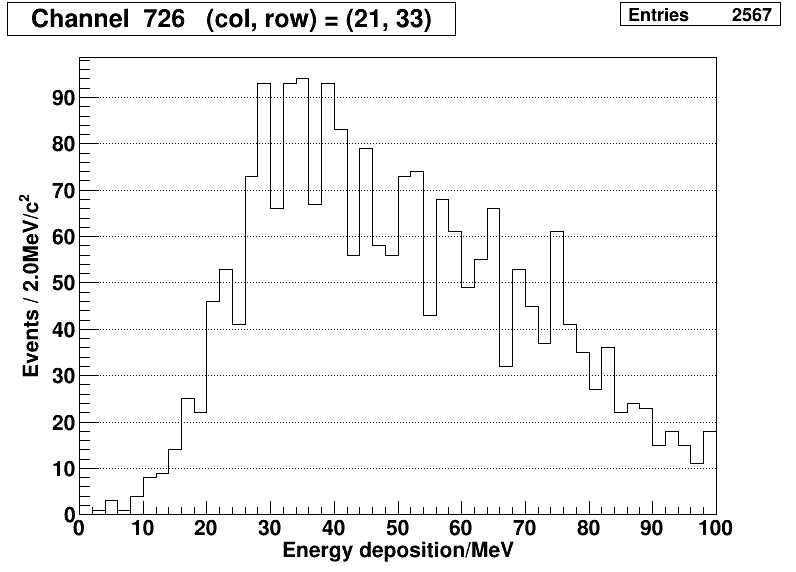 Channel 726 (col, row) = (21, 33)
Entries 2567
Events / 2.0MeV/c²
90
80
70
60
50
40
30
20
10
0
0 10 20 30 40 50 60 70 80 90 100
Energy deposition/MeV